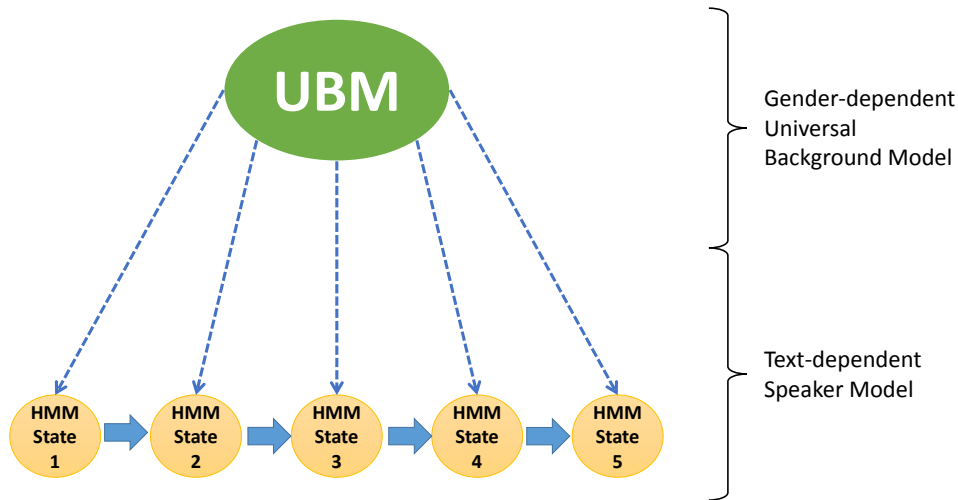 UBM
Gender-dependent
Universal
Background Model
Text-dependent
Speaker Model
HMM
State
1
HMM
State
2
HMM
State
3
HMM
State
4
HMM
State
5